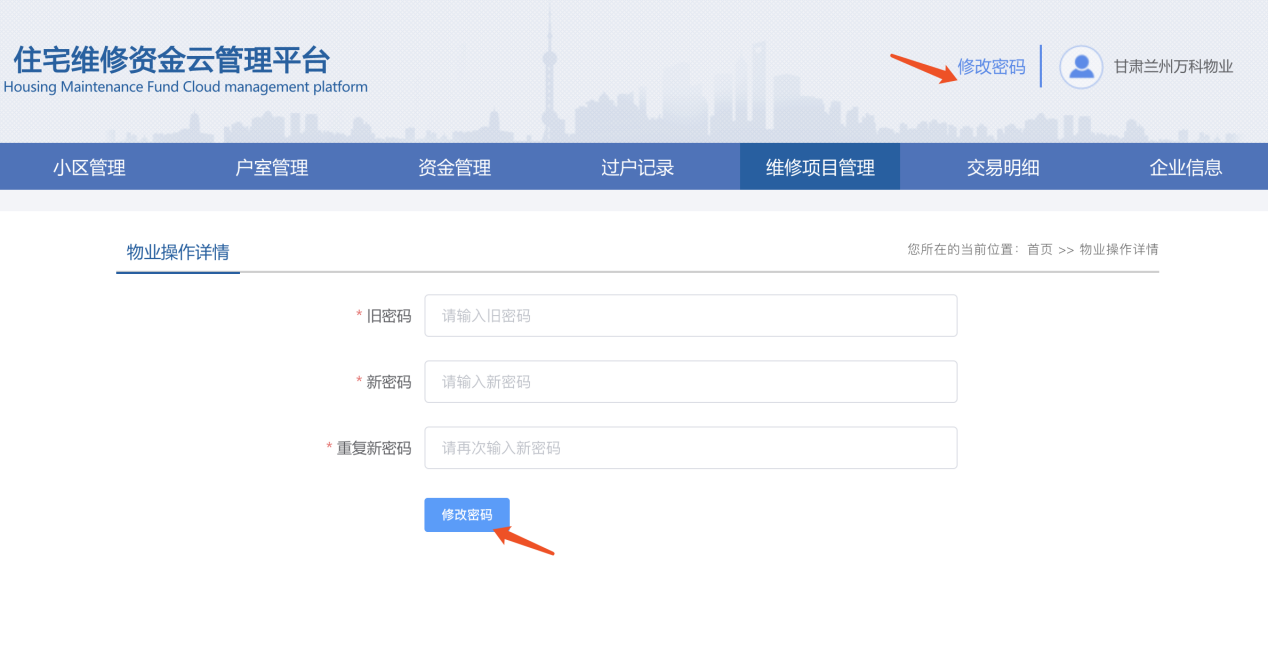 住宅维修资金云管理平台
Housing Maintenance Fund Cloud management platform
修改密码
甘肃兰州万科物业
小区管理 户室管理 资金管理 过户记录 维修项目管理 交易明细 企业信息
物业操作详情
您所在的当前位置: 首页 >> 物业操作详情
* 旧密码 请输入旧密码
* 新密码 请输入新密码
* 重复新密码 请再次输入新密码
修改密码